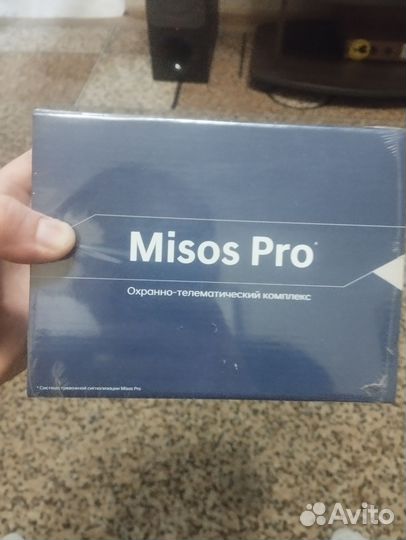 Misos Pro*
Охранно-телематический комплекс
* Система тревожной сигнализации Misos Pro
Avito